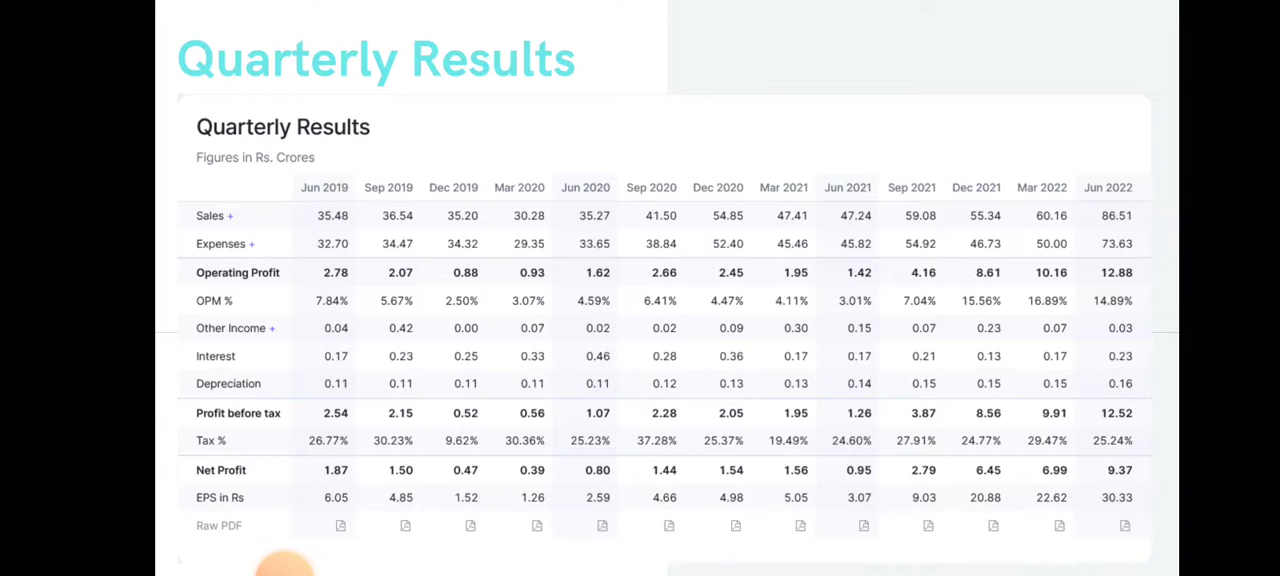 Quarterly Results
Quarterly Results
Figures in Rs. Crores
Jun 2019 Sep 2019 Dec 2019 Mar 2020 Jun 2020 Sep 2020 Dec 2020 Mar 2021 Jun 2021 Sep 2021 Dec 2021 Mar 2022 Jun 2022
Sales + 35.48 36.54 35.20 30.28 35.27 41.50 54.85 47.41 47.24 59.08 55.34 60.16 86.51
Expenses + 32.70 34.47 34.32 29.35 33.65 38.84 52.40 45.46 45.82 54.92 46.73 50.00 73.63
Operating Profit 2.78 2.07 0.88 0.93 1.62 2.66 2.45 1.95 1.42 4.16 8.61 10.16 12.88
OPM % 7.84% 5.67% 2.50% 3.07% 4.59% 6.41% 4.47% 4.11% 3.01% 7.04% 15.56% 16.89% 14.89%
Other Income + 0.04 0.42 0.00 0.07 0.02 0.02 0.09 0.30 0.15 0.07 0.23 0.07 0.03
Interest 0.17 0.23 0.25 0.33 0.46 0.28 0.36 0.17 0.17 0.21 0.13 0.17 0.23
Depreciation 0.11 0.11 0.11 0.11 0.11 0.12 0.13 0.13 0.14 0.15 0.15 0.15 0.16
Profit before tax 2.54 2.15 0.52 0.56 1.07 2.28 2.05 1.95 1.26 3.87 8.56 9.91 12.52
Tax % 26.77% 30.23% 9.62% 30.36% 25.23% 37.28% 25.37% 19.49% 24.60% 27.91% 24.77% 29.47% 25.24%
Net Profit 1.87 1.50 0.47 0.39 0.80 1.44 1.54 1.56 0.95 2.79 6.45 6.99 9.37
EPS in Rs 6.05 4.85 1.52 1.26 2.59 4.66 4.98 5.05 3.07 9.03 20.88 22.62 30.33
Raw PDF